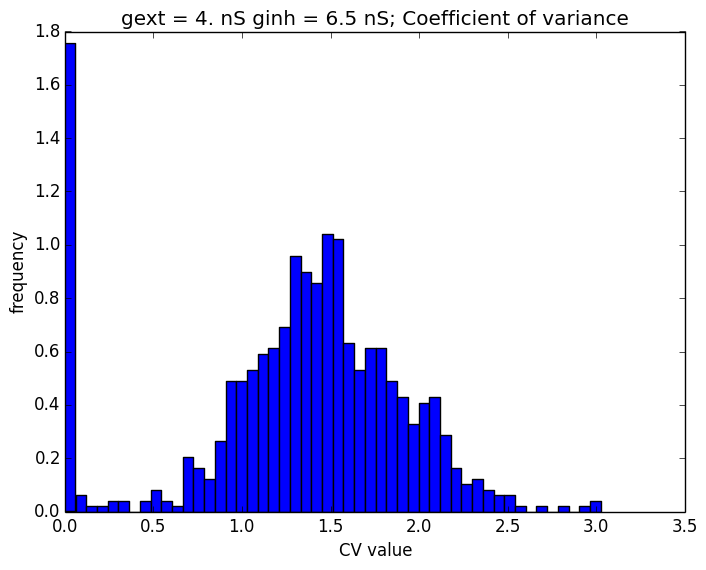 gext = 4. nS ginh = 6.5 nS; Coefficient of variance
1.8
1.6
1.4
1.2
1.0
0.8
0.6
0.4
0.2
0.0
frequency
0.0 0.5 1.0 1.5 2.0 2.5 3.0 3.5
CV value